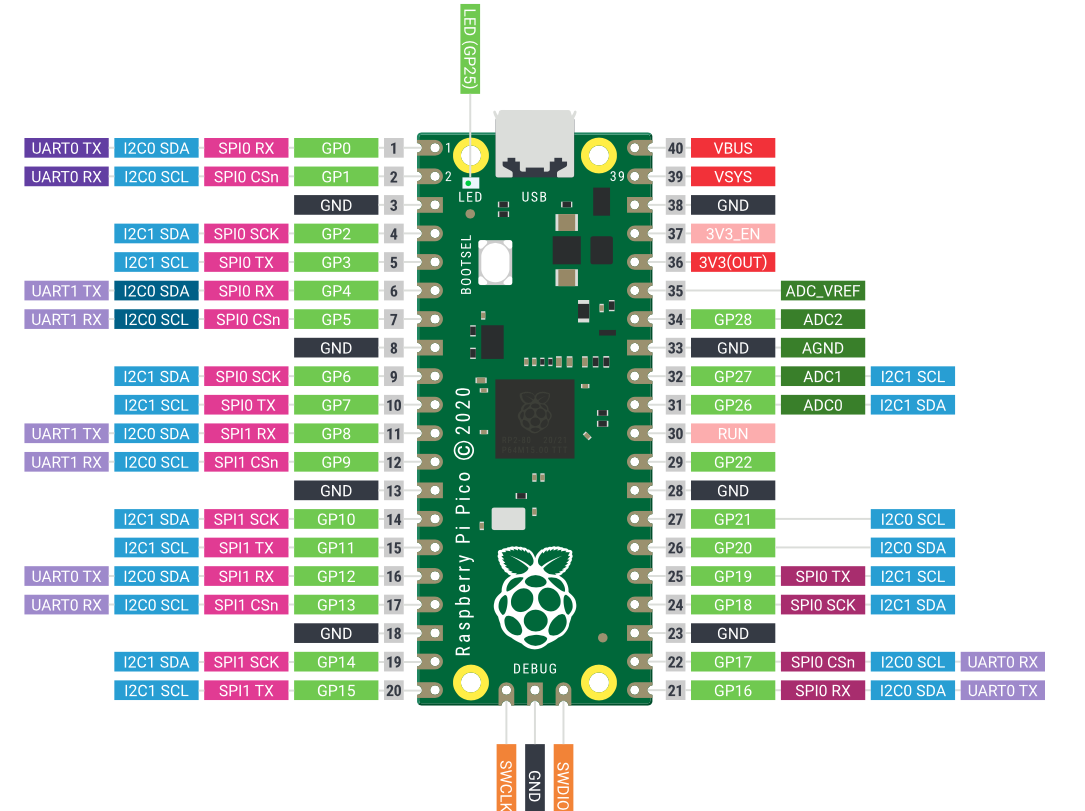 LED (GP25)
UART0 TX I2C0 SDA SPI0 RX GP0 1 1 40 VBUS
UART0 RX I2C0 SCL SPI0 CSn GP1 2 2 39 39 VSYS
LED USB
GND 3 38 GND
I2C1 SDA SPI0 SCK GP2 4 37 3V3_EN
I2C1 SCL SPI0 TX GP3 5 36 3V3(OUT)
BOOTSEL
UART1 TX I2C0 SDA SPI0 RX GP4 6 35 ADC_VREF
UART1 RX I2C0 SCL SPI0 CSn GP5 7 34 GP28 ADC2
GND 8 33 GND AGND
I2C1 SDA SPI0 SCK GP6 9 32 GP27 ADC1 I2C1 SCL
I2C1 SCL SPI0 TX GP7 10 31 GP26 ADC0 I2C1 SDA
UART1 TX I2C0 SDA SPI1 RX GP8 11 30 RUN
UART1 RX I2C0 SCL SPI1 CSn GP9 12 29 GP22
GND 13 28 GND
I2C1 SDA SPI1 SCK GP10 14 27 GP21 I2C0 SCL
I2C1 SCL SPI1 TX GP11 15 26 GP20 I2C0 SDA
Raspberry Pi Pico © 2020
UART0 TX I2C0 SDA SPI1 RX GP12 16 25 GP19 SPI0 TX I2C1 SCL
UART0 RX I2C0 SCL SPI1 CSn GP13 17 24 GP18 SPI0 SCK I2C1 SDA
GND 18 23 GND
I2C1 SDA SPI1 SCK GP14 19 22 GP17 SPI0 CSn I2C0 SCL UART0 RX
DEBUG
I2C1 SCL SPI1 TX GP15 20 21 GP16 SPI0 RX I2C0 SDA UART0 TX
SWCLK GND SWDIO